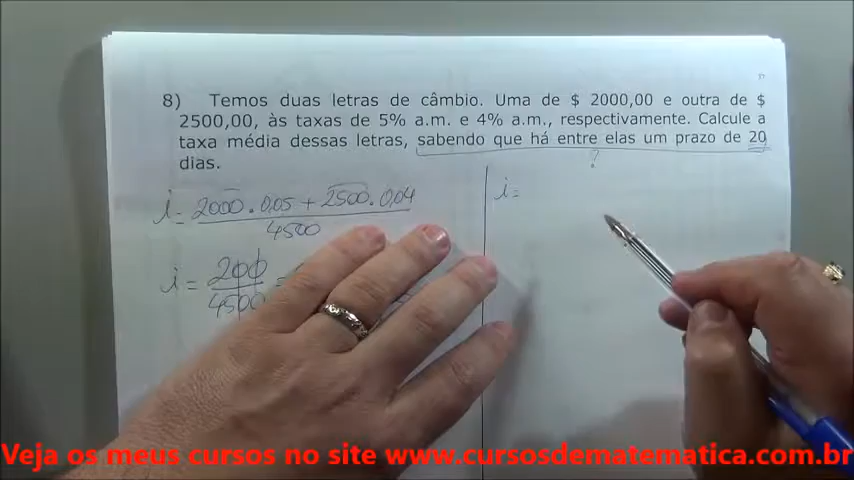 8) Temos duas letras de câmbio. Uma de $ 2000,00 e outra de $
2500,00, às taxas de 5% a.m. e 4% a.m., respectivamente. Calcule a
taxa média dessas letras, sabendo que há entre elas um prazo de 20
dias.
?
i = 2000 . 0,05 + 2500 . 0,04
4500
i = 200
4500
=
i =
Veja os meus cursos no site www.cursosdematematica.com.br